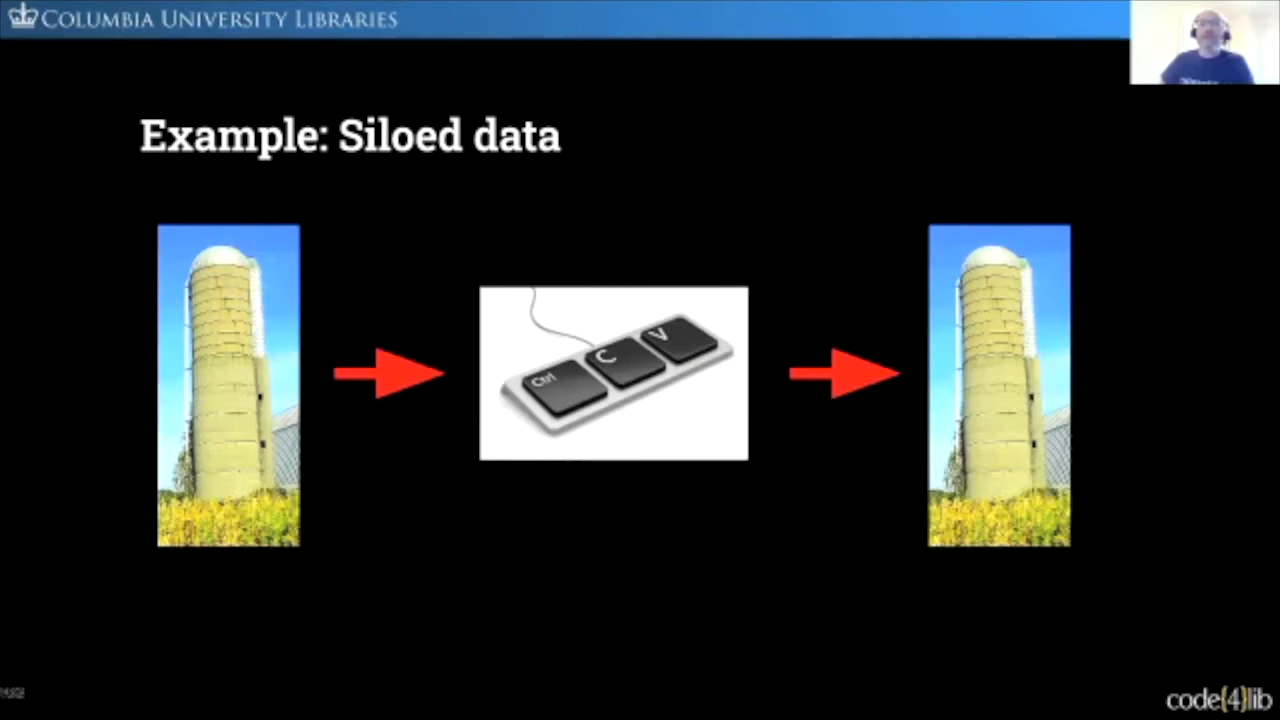 COLUMBIA UNIVERSITY LIBRARIES
Example: Siloed data
Ctrl C V
code{4}lib